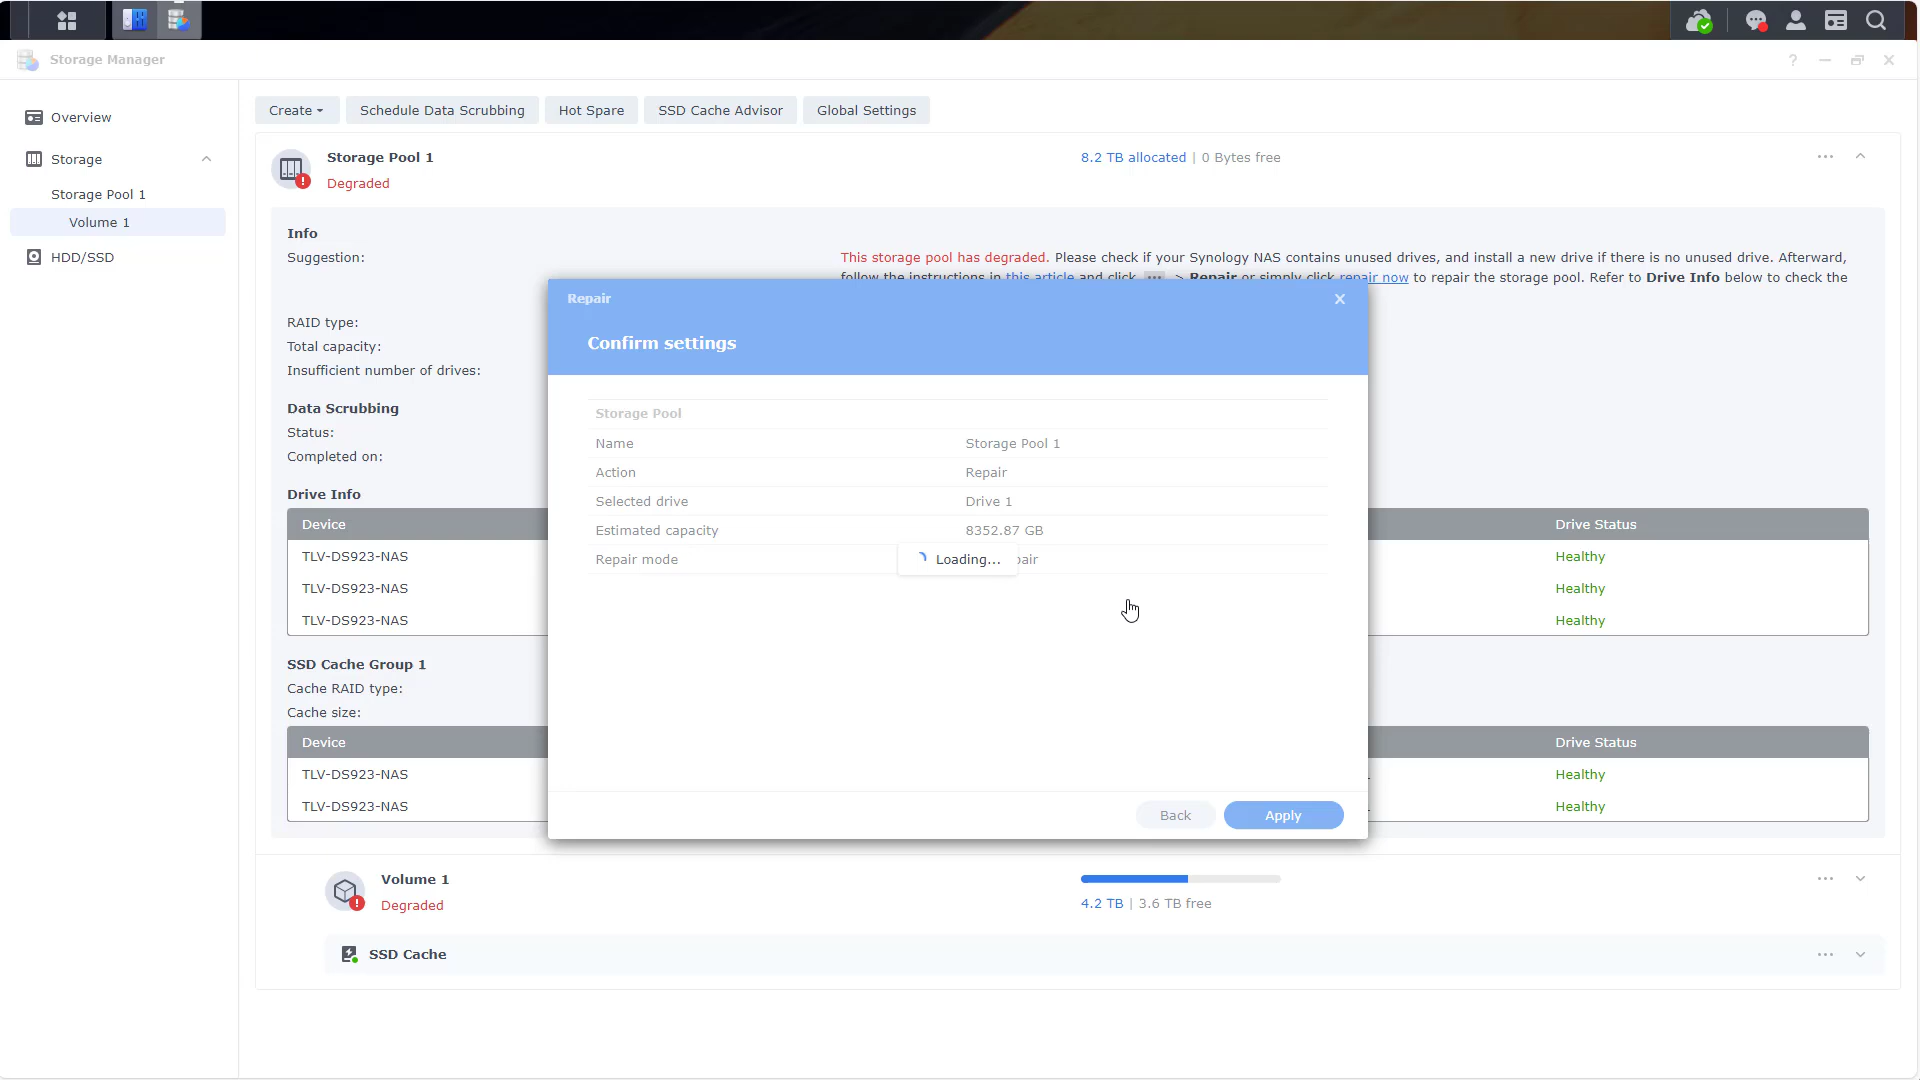 Storage Manager
?
Overview
Storage
Storage Pool 1
Volume 1
HDD/SSD
Create
Schedule Data Scrubbing
Hot Spare
SSD Cache Advisor
Global Settings
Storage Pool 1
8.2 TB allocated | 0 Bytes free
Degraded
Info
Suggestion:
This storage pool has degraded. Please check if your Synology NAS contains unused drives, and install a new drive if there is no unused drive. Afterward,
follow the instructions in this article and click ... > Repair or simply click repair now to repair the storage pool. Refer to Drive Info below to check the
RAID type:
Total capacity:
Insufficient number of drives:
Data Scrubbing
Status:
Completed on:
Drive Info
Device
Drive Status
TLV-DS923-NAS
Healthy
TLV-DS923-NAS
Healthy
TLV-DS923-NAS
Healthy
SSD Cache Group 1
Cache RAID type:
Cache size:
Device
Drive Status
TLV-DS923-NAS
Healthy
TLV-DS923-NAS
Healthy
Repair
Confirm settings
Storage Pool
Name
Storage Pool 1
Action
Repair
Selected drive
Drive 1
Estimated capacity
8352.87 GB
Repair mode
Loading...
Back
Apply
Volume 1
Degraded
4.2 TB | 3.6 TB free
SSD Cache